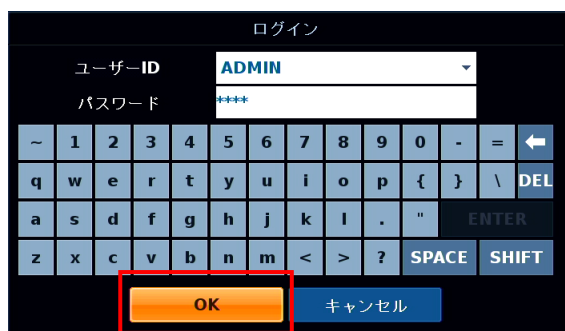 ログイン
ユーザーID ADMIN
パスワード ****
~ 1 2 3 4 5 6 7 8 9 0 - =
q w e r t y u i o p { } \ DEL
a s d f g h j k l . " ENTER
z x c v b n m < > ? SPACE SHIFT
OK キャンセル